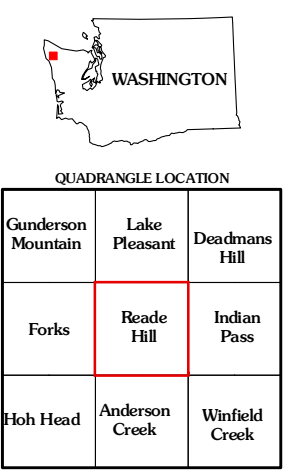 WASHINGTON
QUADRANGLE LOCATION
Gunderson
Mountain
Lake
Pleasant
Deadmans
Hill
Forks
Reade
Hill
Indian
Pass
Hoh Head
Anderson
Creek
Winfield
Creek